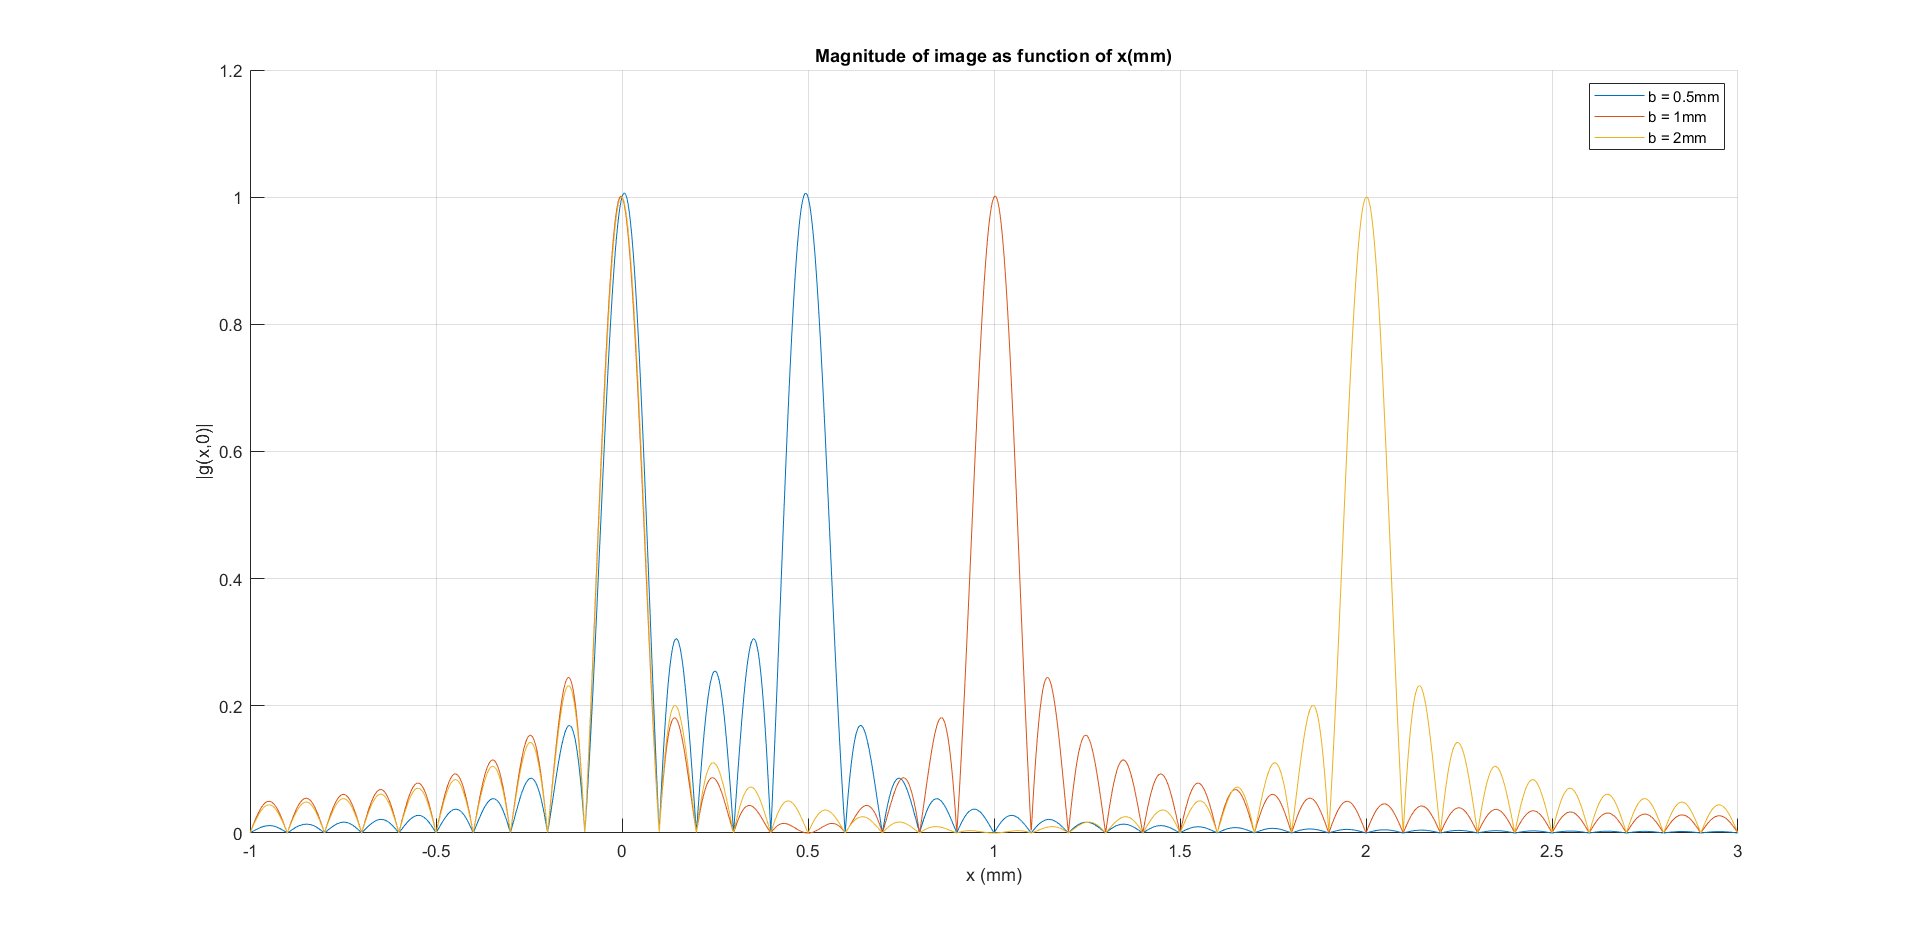 Magnitude of image as function of x(mm)
1.2
1
0.8
0.6
0.4
0.2
0
|g(x,0)|
b = 0.5mm
b = 1mm
b = 2mm
-1
-0.5
0
0.5
1
1.5
2
2.5
3
x (mm)